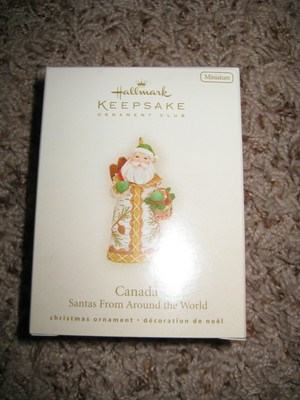 Miniature
Hallmark
KEEPSAKE
ORNAMENT CLUB
Canada
Santas From Around the World
christmas ornament • décoration de noël